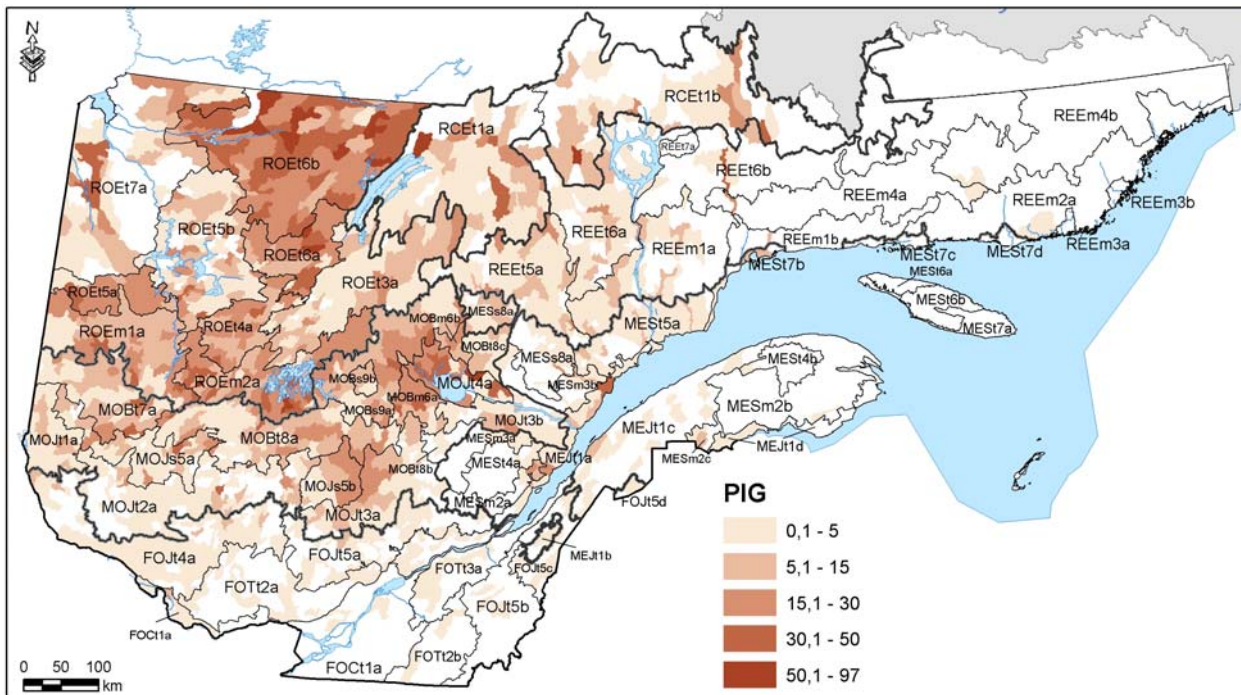 N
RCEt1b
RCEt1a
REEm4b
ROEt6b
REEt7a
REEt6b
ROEt7a
REEm4a
REEm2a
REEm3b
ROEt5b
REEt6a
REEm1a
REEm1b
REEm3a
ROEt6a
MESt7b
MESt7c
MESt7d
REEt5a
MESt6a
ROEt3a
ROEt5a
MESt6b
MESt7a
ROEt4a
MOBm6b
MESs8a
MESt5a
ROEm1a
MOBt8c
MESs8a
MESt4b
ROEm2a
MOBs9b
MOJt4a
MESm3b
MOBm6a
MESm2b
MOBt7a
MOBs9a
MOJt3b
MEJt1c
MOJt1a
MOBt8a
MESm3a
MEJt1d
MOJs5a
MOBt8b
MESt4a
MEJt1a
MESm2c
MOJs5b
MESm2a
FOJt5d
MOJt2a
MOJt3a
PIG
0,1 - 5
5,1 - 15
15,1 - 30
30,1 - 50
50,1 - 97
FOJt4a
FOJt5a
MEJt1b
FOTt2a
FOTt3a
FOJt5c
FOJt5b
FOCt1a
FOCt1a
FOTt2b
0 50 100
km